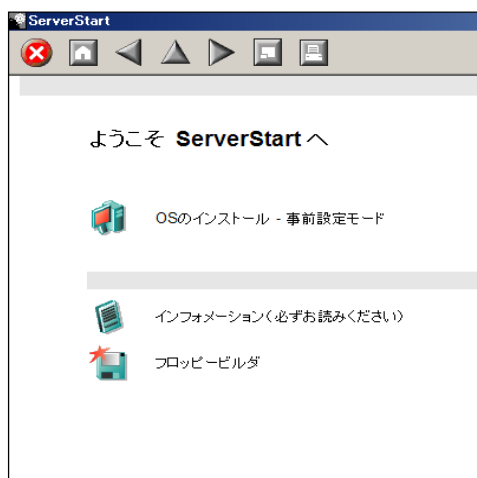 ServerStart
ようこそ ServerStart へ
OSのインストール - 事前設定モード
インフォメーション(必ずお読みください)
フロッピービルダ